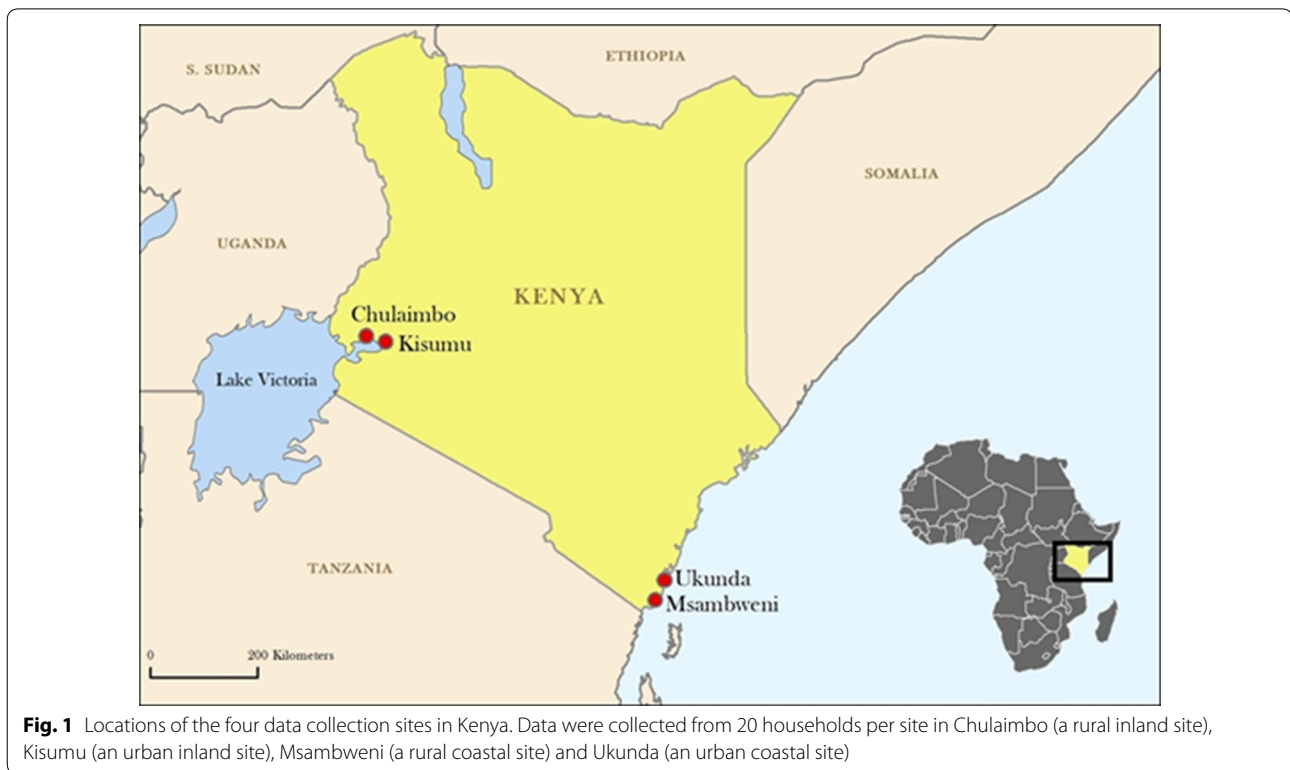 S. SUDAN
ETHIOPIA
SOMALIA
UGANDA
KENYA
Chulaimbo
Kisumu
Lake Victoria
TANZANIA
Ukunda
Msambweni
0 200 Kilometers
Fig. 1 Locations of the four data collection sites in Kenya. Data were collected from 20 households per site in Chulaimbo (a rural inland site),
Kisumu (an urban inland site), Msambweni (a rural coastal site) and Ukunda (an urban coastal site)